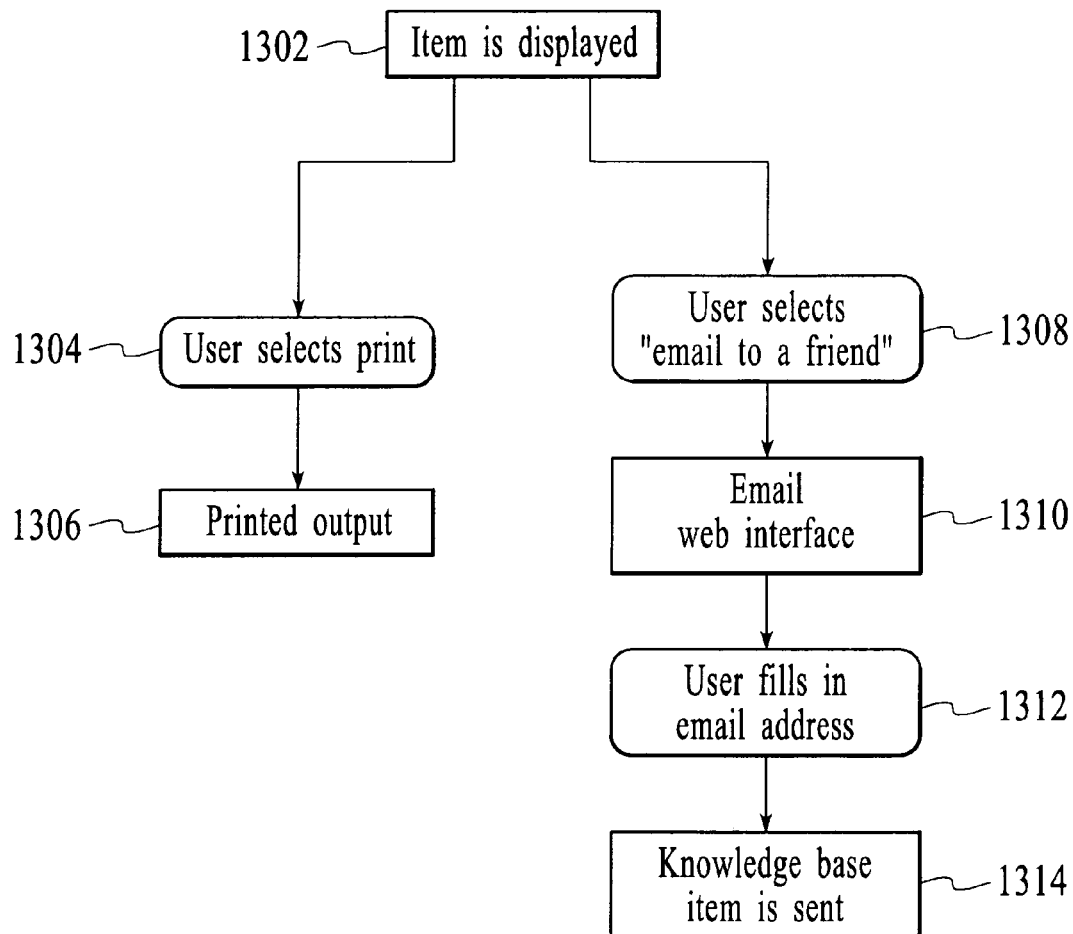 1302
Item is displayed
1304
User selects print
1306
Printed output
User selects
"email to a friend"
1308
Email
web interface
1310
User fills in
email address
1312
Knowledge base
item is sent
1314